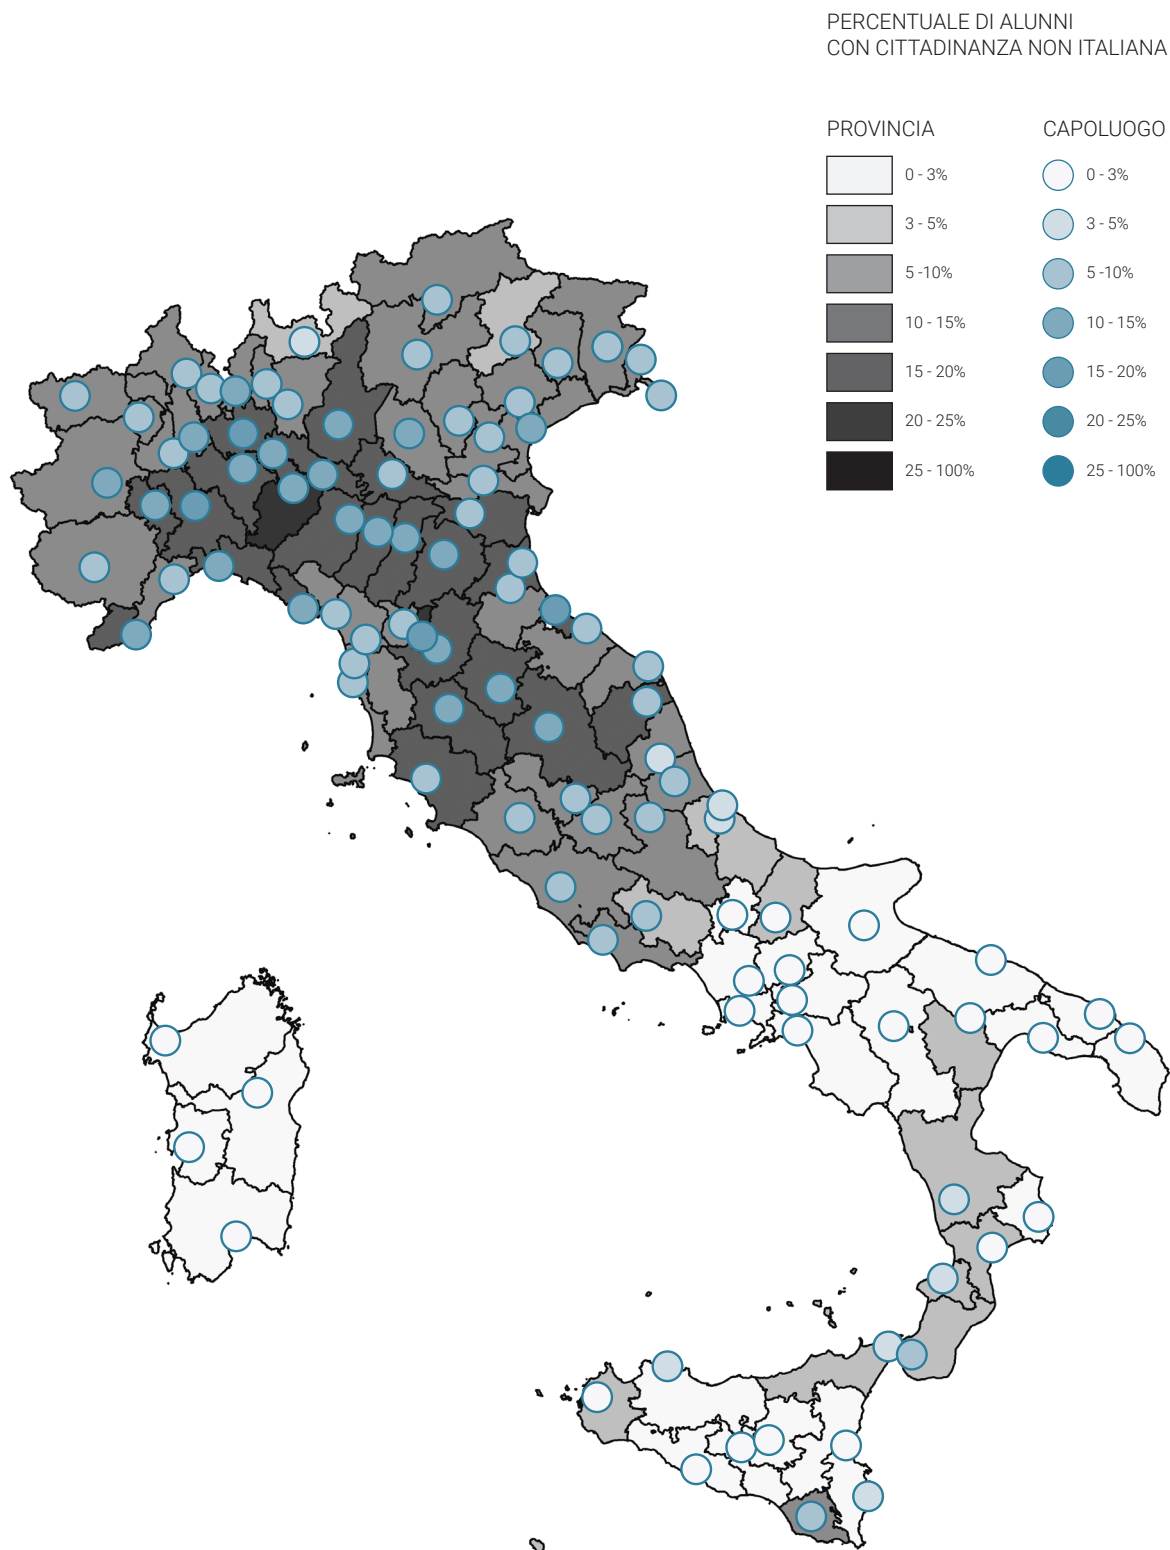 PERCENTUALE DI ALUNNI
CON CITTADINANZA NON ITALIANA
PROVINCIA
0 - 3%
3 - 5%
5 -10%
10 - 15%
15 - 20%
20 - 25%
25 - 100%
CAPOLUOGO
0 - 3%
3 - 5%
5 -10%
10 - 15%
15 - 20%
20 - 25%
25 - 100%